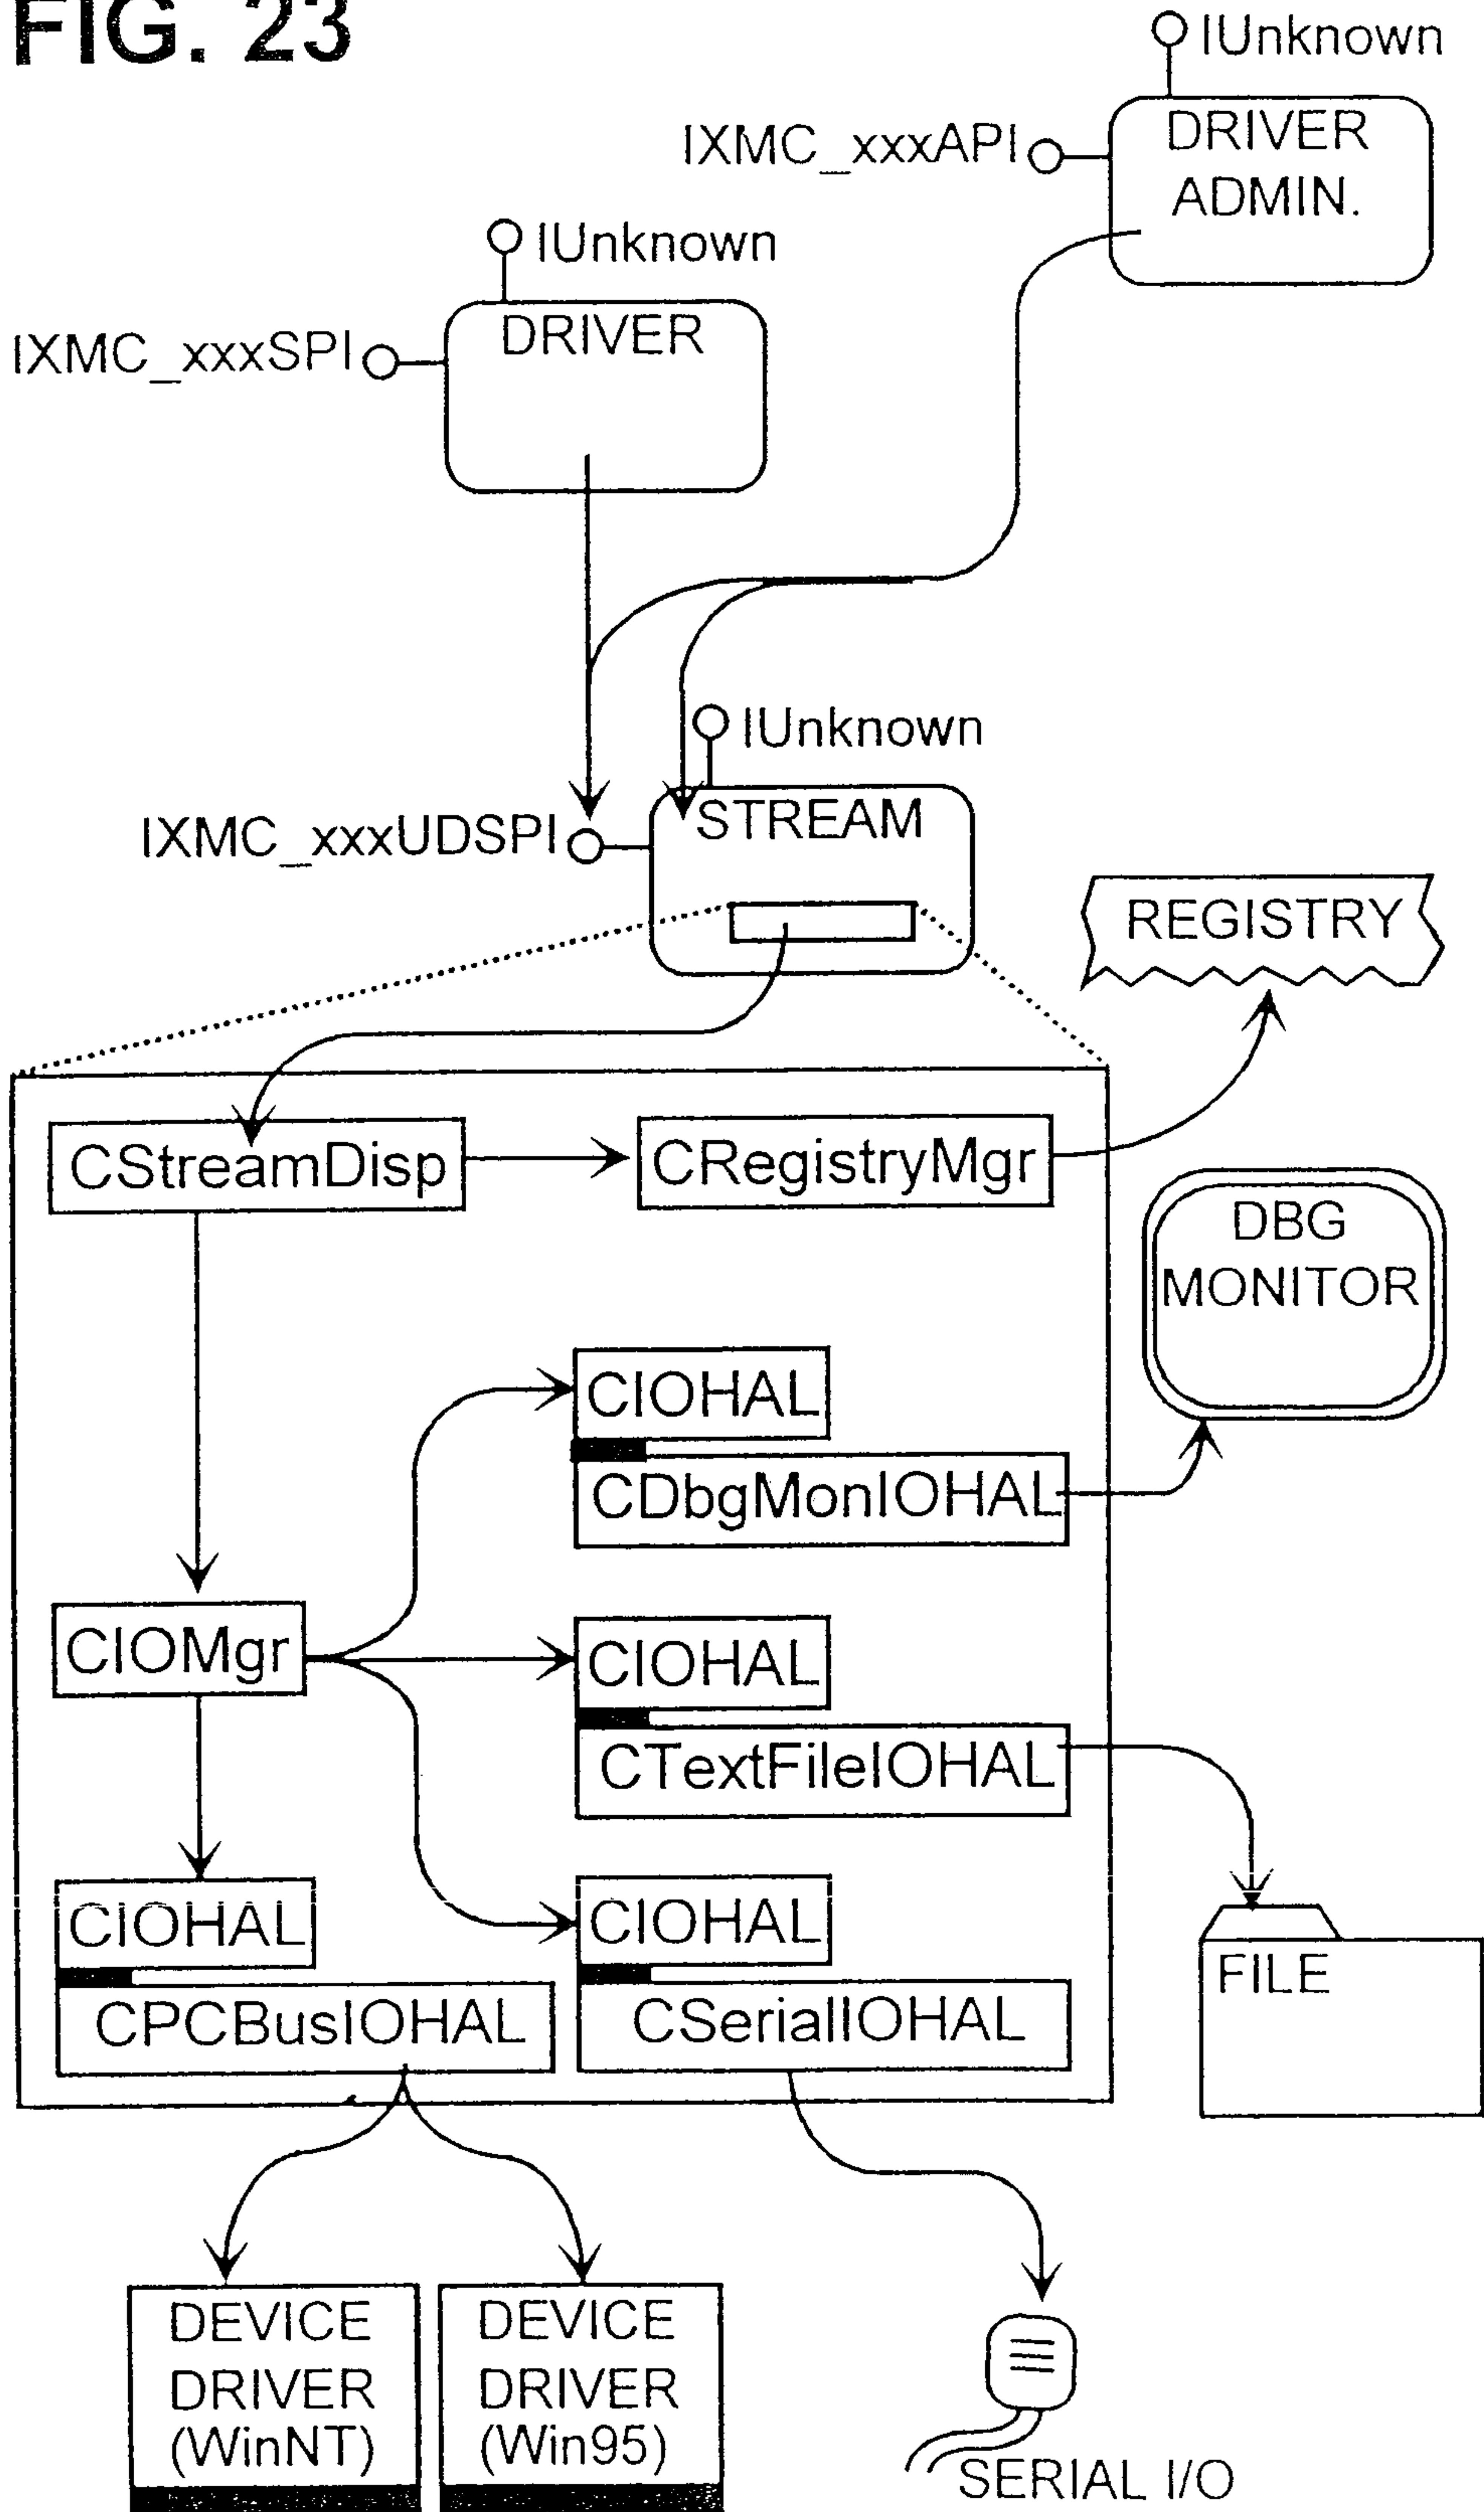 FIG. 23
IUnknown
IXMC_xxxAPI
DRIVER
ADMIN.
IUnknown
IXMC_xxxSPI
DRIVER
IUnknown
IXMC_xxxUDSPI
STREAM
REGISTRY
CStreamDisp
CRegistryMgr
DBG
MONITOR
CIOHAL
CDbgMonIOHAL
CIOMgr
CIOHAL
CTextFileIOHAL
CIOHAL
CIOHAL
FILE
CPCBusIOHAL
CSerialIOHAL
DEVICE
DRIVER
(WinNT)
DEVICE
DRIVER
(Win95)
SERIAL I/O